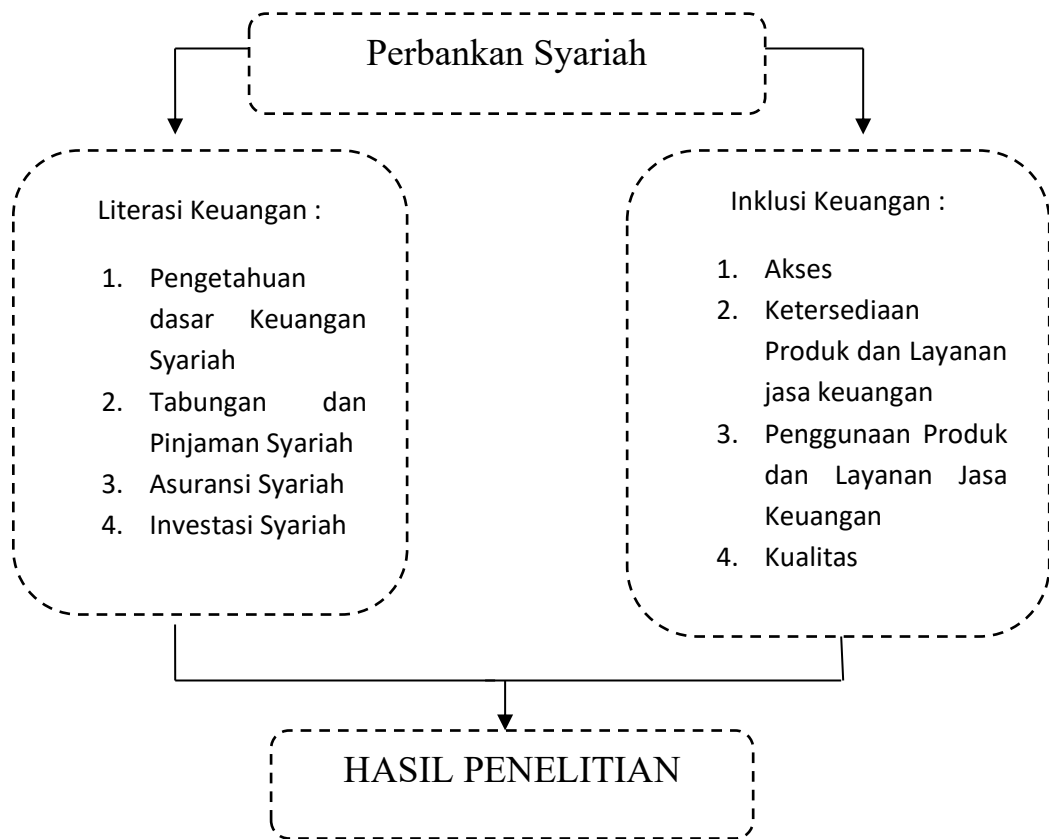 Perbankan Syariah
Literasi Keuangan :
1. Pengetahuan
dasar Keuangan
Syariah
2. Tabungan dan
Pinjaman Syariah
3. Asuransi Syariah
4. Investasi Syariah
Inklusi Keuangan :
1. Akses
2. Ketersediaan
Produk dan Layanan
jasa keuangan
3. Penggunaan Produk
dan Layanan Jasa
Keuangan
4. Kualitas
HASIL PENELITIAN